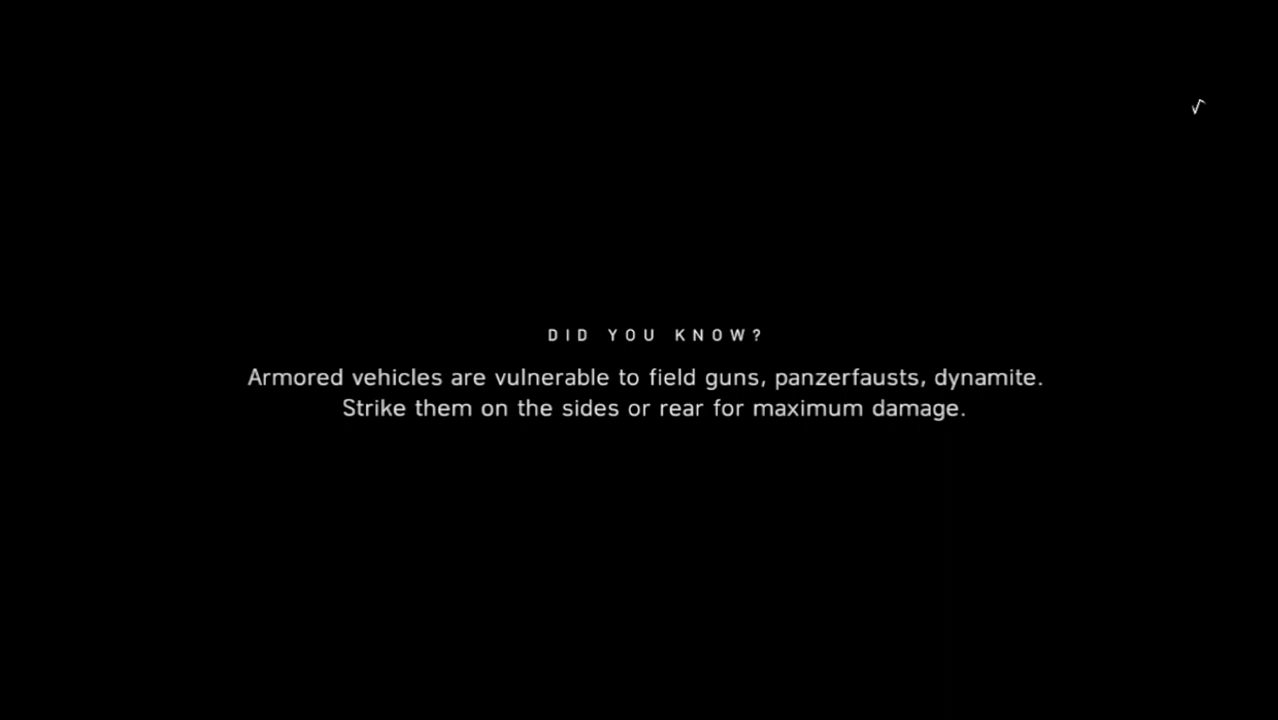 DID YOU KNOW?
Armored vehicles are vulnerable to field guns, panzerfausts, dynamite.
Strike them on the sides or rear for maximum damage.